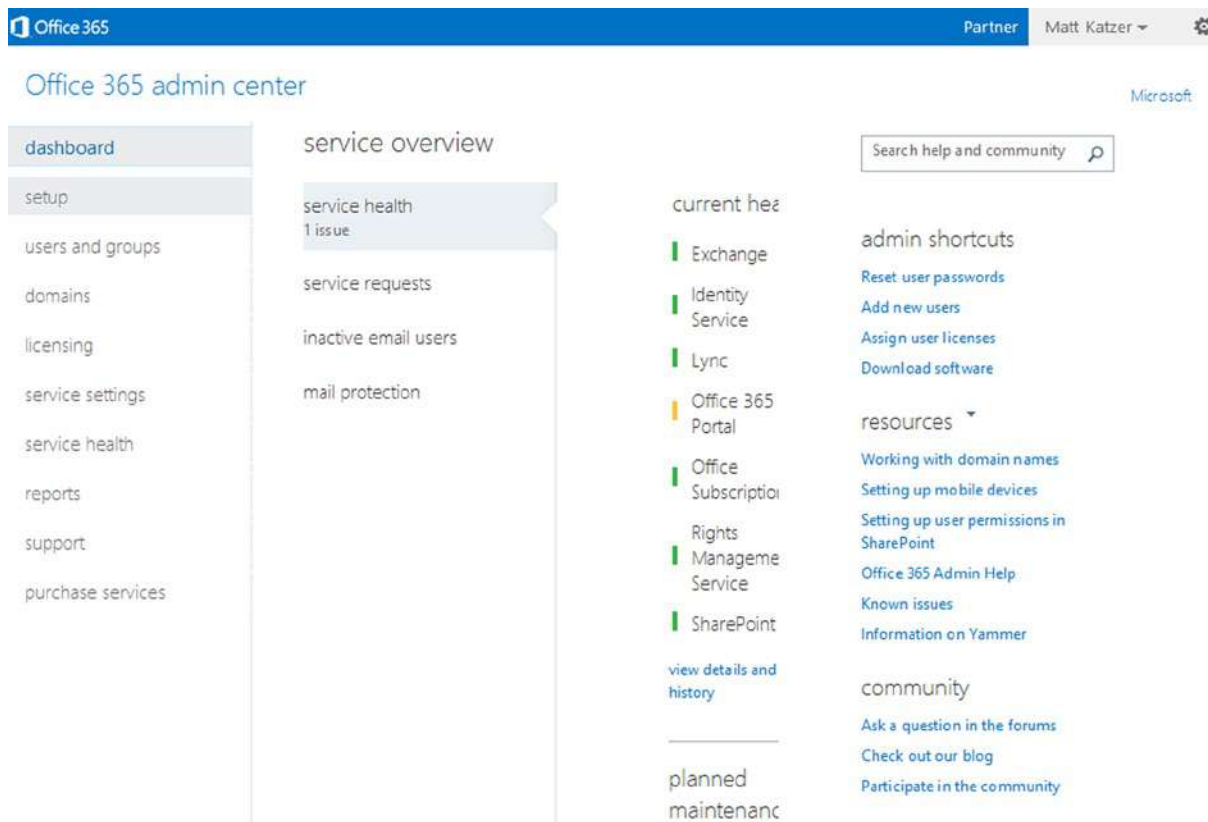 Office 365
Partner
Matt Katzer
Office 365 admin center
Microsoft
dashboard
setup
users and groups
domains
licensing
service settings
service health
reports
support
purchase services
service overview
service health
1 issue
service requests
inactive email users
mail protection
current hea
Exchange
Identity
Service
Lync
Office 365
Portal
Office
Subscription
Rights
Manageme
Service
SharePoint
view details and
history
planned
maintenanc
Search help and community
admin shortcuts
Reset user passwords
Add new users
Assign user licenses
Download software
resources
Working with domain names
Setting up mobile devices
Setting up user permissions in
SharePoint
Office 365 Admin Help
Known issues
Information on Yammer
community
Ask a question in the forums
Check out our blog
Participate in the community